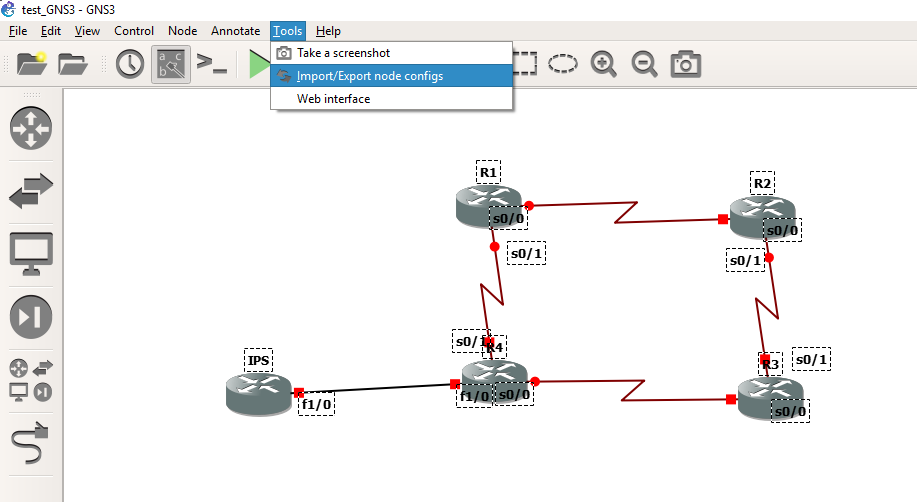 test_GNS3 - GNS3
File Edit View Control Node Annotate Tools Help
Take a screenshot
Import/Export node configs
Web interface
a b c
R1
R2
s0/0
s0/0
s0/1
s0/1
s0/1
R4
s0/1
R3
IPS
f1/0
s0/0
f1/0
s0/0